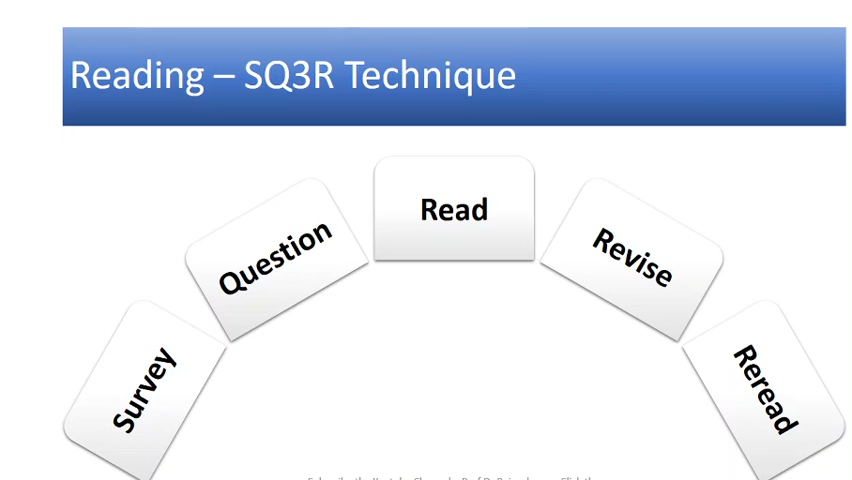 Reading – SQ3R Technique
Survey
Question
Read
Revise
Reread